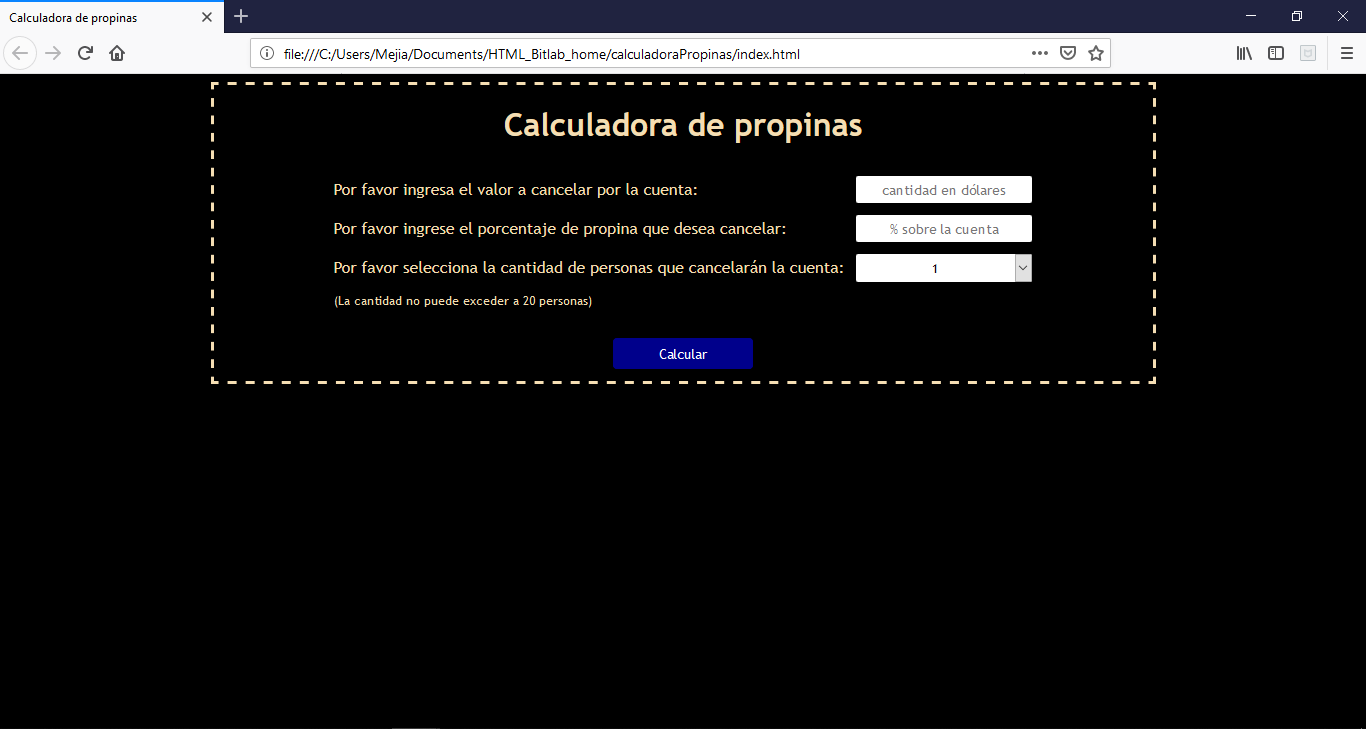 Calculadora de propinas
file:///C:/Users/Mejia/Documents/HTML_Bitlab_home/calculadoraPropinas/index.html
Calculadora de propinas
Por favor ingresa el valor a cancelar por la cuenta: cantidad en dólares
Por favor ingrese el porcentaje de propina que desea cancelar: % sobre la cuenta
Por favor selecciona la cantidad de personas que cancelarán la cuenta: 1
(La cantidad no puede exceder a 20 personas)
Calcular